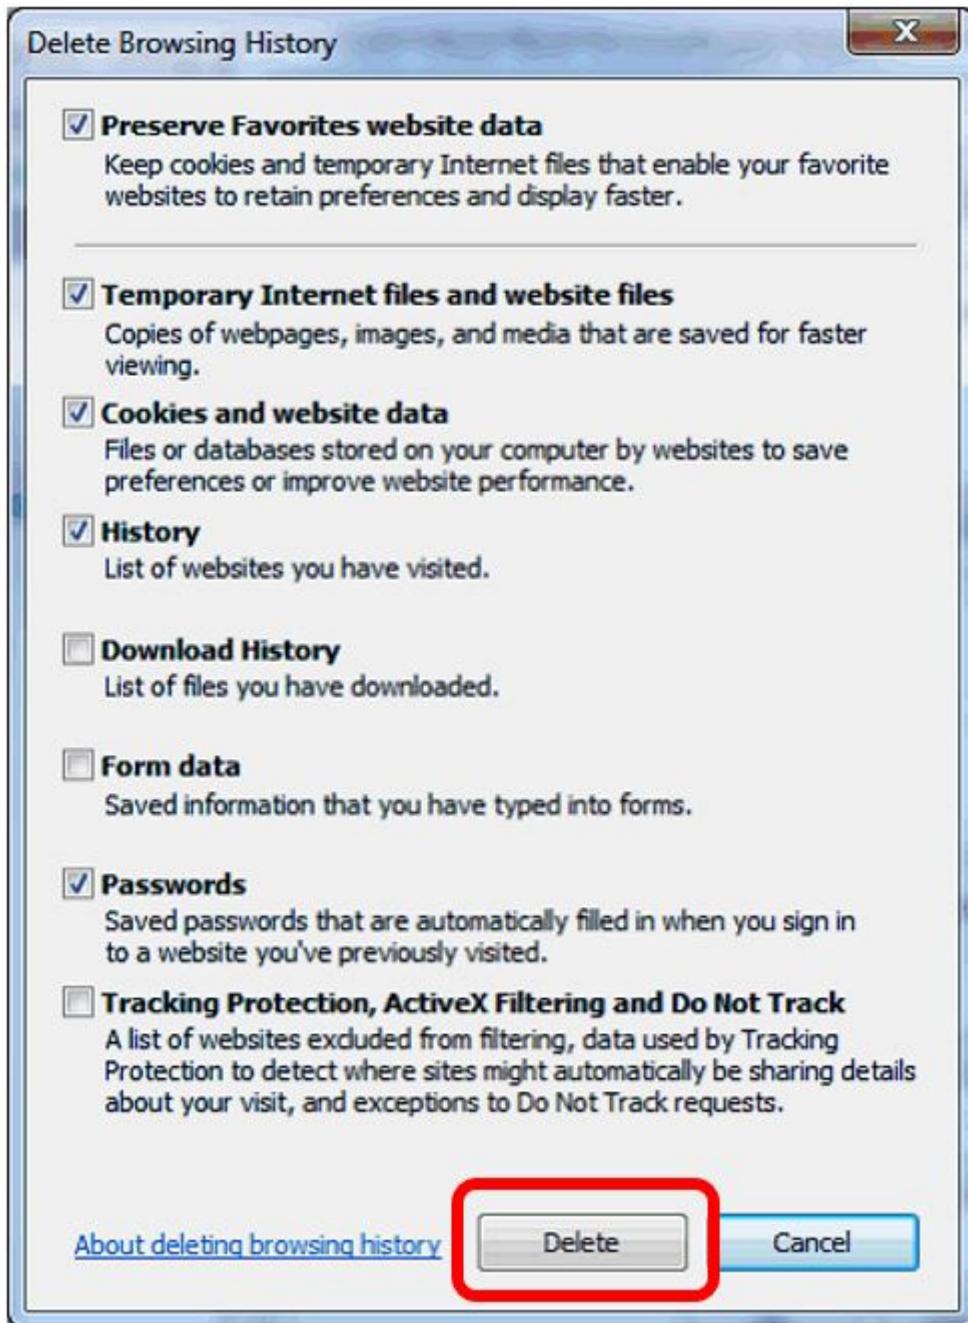 Delete Browsing History
Preserve Favorites website data
Keep cookies and temporary Internet files that enable your favorite
websites to retain preferences and display faster.
Temporary Internet files and website files
Copies of webpages, images, and media that are saved for faster
viewing.
Cookies and website data
Files or databases stored on your computer by websites to save
preferences or improve website performance.
History
List of websites you have visited.
Download History
List of files you have downloaded.
Form data
Saved information that you have typed into forms.
Passwords
Saved passwords that are automatically filled in when you sign in
to a website you've previously visited.
Tracking Protection, ActiveX Filtering and Do Not Track
A list of websites excluded from filtering, data used by Tracking
Protection to detect where sites might automatically be sharing details
about your visit, and exceptions to Do Not Track requests.
About deleting browsing history
Delete
Cancel